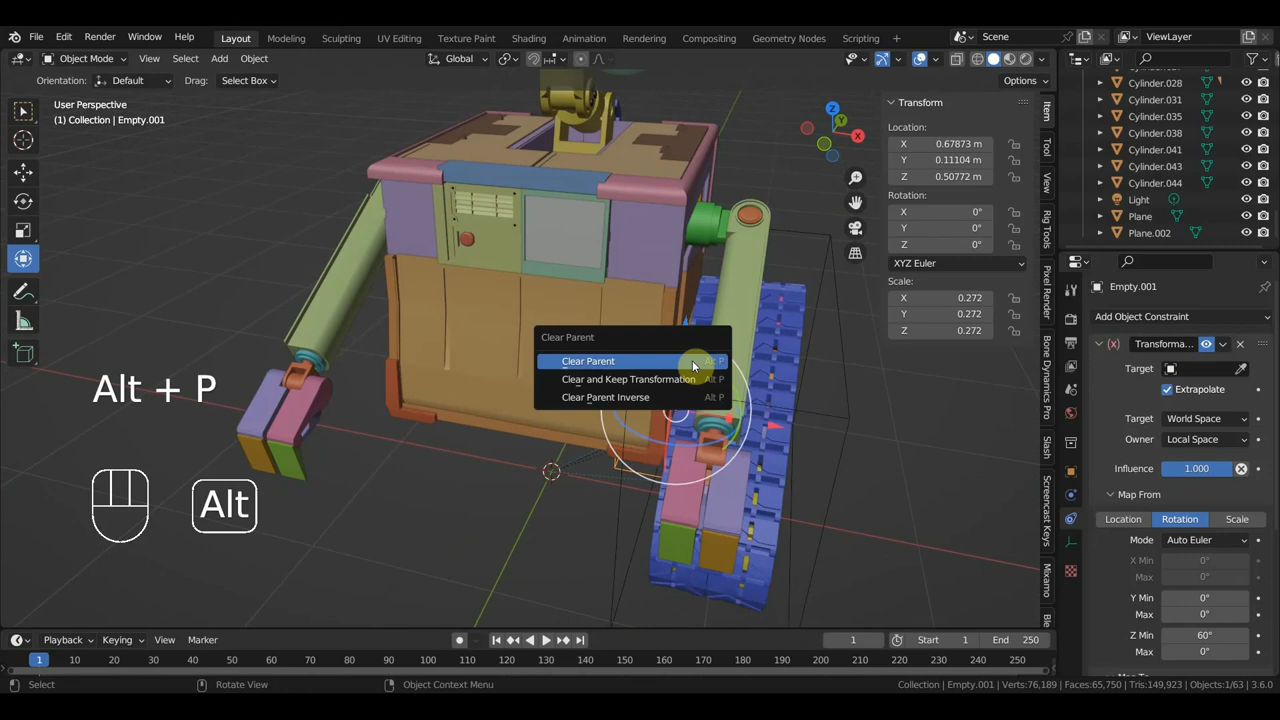 File Edit Render Window Help
Layout Modeling Sculpting UV Editing Texture Paint Shading Animation Rendering Compositing Geometry Nodes Scripting +
Scene
ViewLayer
Object Mode View Select Add Object
Global
Orientation: Default Drag: Select Box
Options
User Perspective
(1) Collection | Empty.001
Z
Y
X
Transform
Location:
X 0.67873 m
Y 0.11104 m
Z 0.50772 m
Rotation:
X 0°
Y 0°
Z 0°
XYZ Euler
Scale:
X 0.272
Y 0.272
Z 0.272
Item
Tool
View
Rig Tools
Pixel Render
Bone Dynamics Pro
Slash
Screencast Keys
Mixamo
Cylinder.028
Cylinder.031
Cylinder.035
Cylinder.038
Cylinder.041
Cylinder.043
Cylinder.044
Light
Plane
Plane.002
Empty.001
Add Object Constraint
Transforma...
Target
Extrapolate
Target World Space
Owner Local Space
Influence 1.000
Map From
Location Rotation Scale
Mode Auto Euler
X Min 0°
Max 0°
Y Min 0°
Max 0°
Z Min 60°
Max 0°
Clear Parent
Clear Parent Alt P
Clear and Keep Transformation Alt P
Clear Parent Inverse Alt P
Alt + P
Alt
Playback Keying View Marker
1 Start 1 End 250
1 10 20 30 40 50 60 70 80 90 100 110 120 130 140 150 160 170 180 190 200 210 220 230 240 250
Select Rotate View Object Context Menu
Collection | Empty.001 | Verts:76,189 | Faces:65,750 | Tris:149,923 | Objects:1/63 | 3.6.0